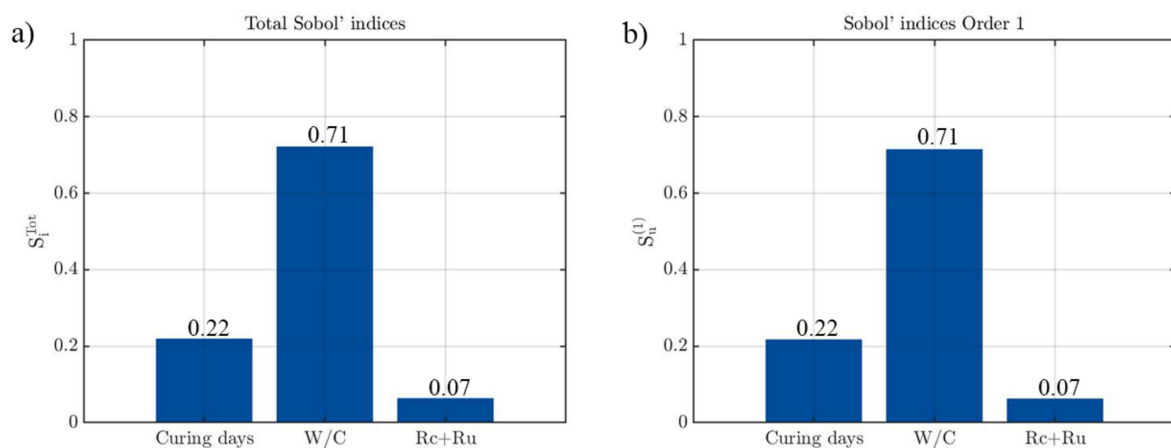 a)
Total Sobol' indices
1
0.8
0.6
0.4
0.2
0
S_i^Tot
0.22
0.71
0.07
Curing days W/C Rc+Ru
b)
Sobol' indices Order 1
1
0.8
0.6
0.4
0.2
0
S_u^(1)
0.22
0.71
0.07
Curing days W/C Rc+Ru